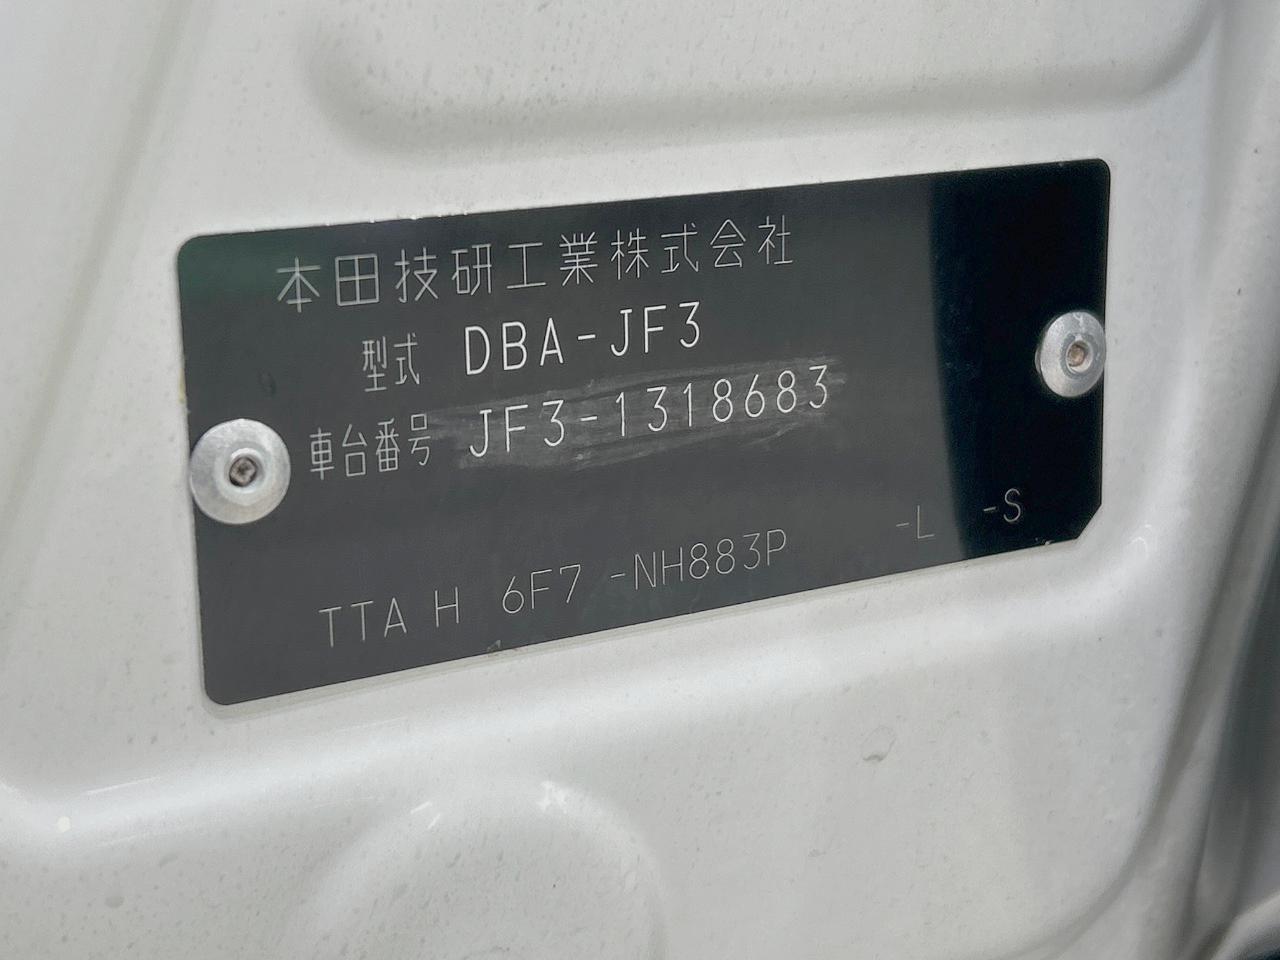 本田技研工業株式会社
型式 DBA-JF3
車台番号 JF3-1318683
TTA H 6F7 -NH883P -L -S